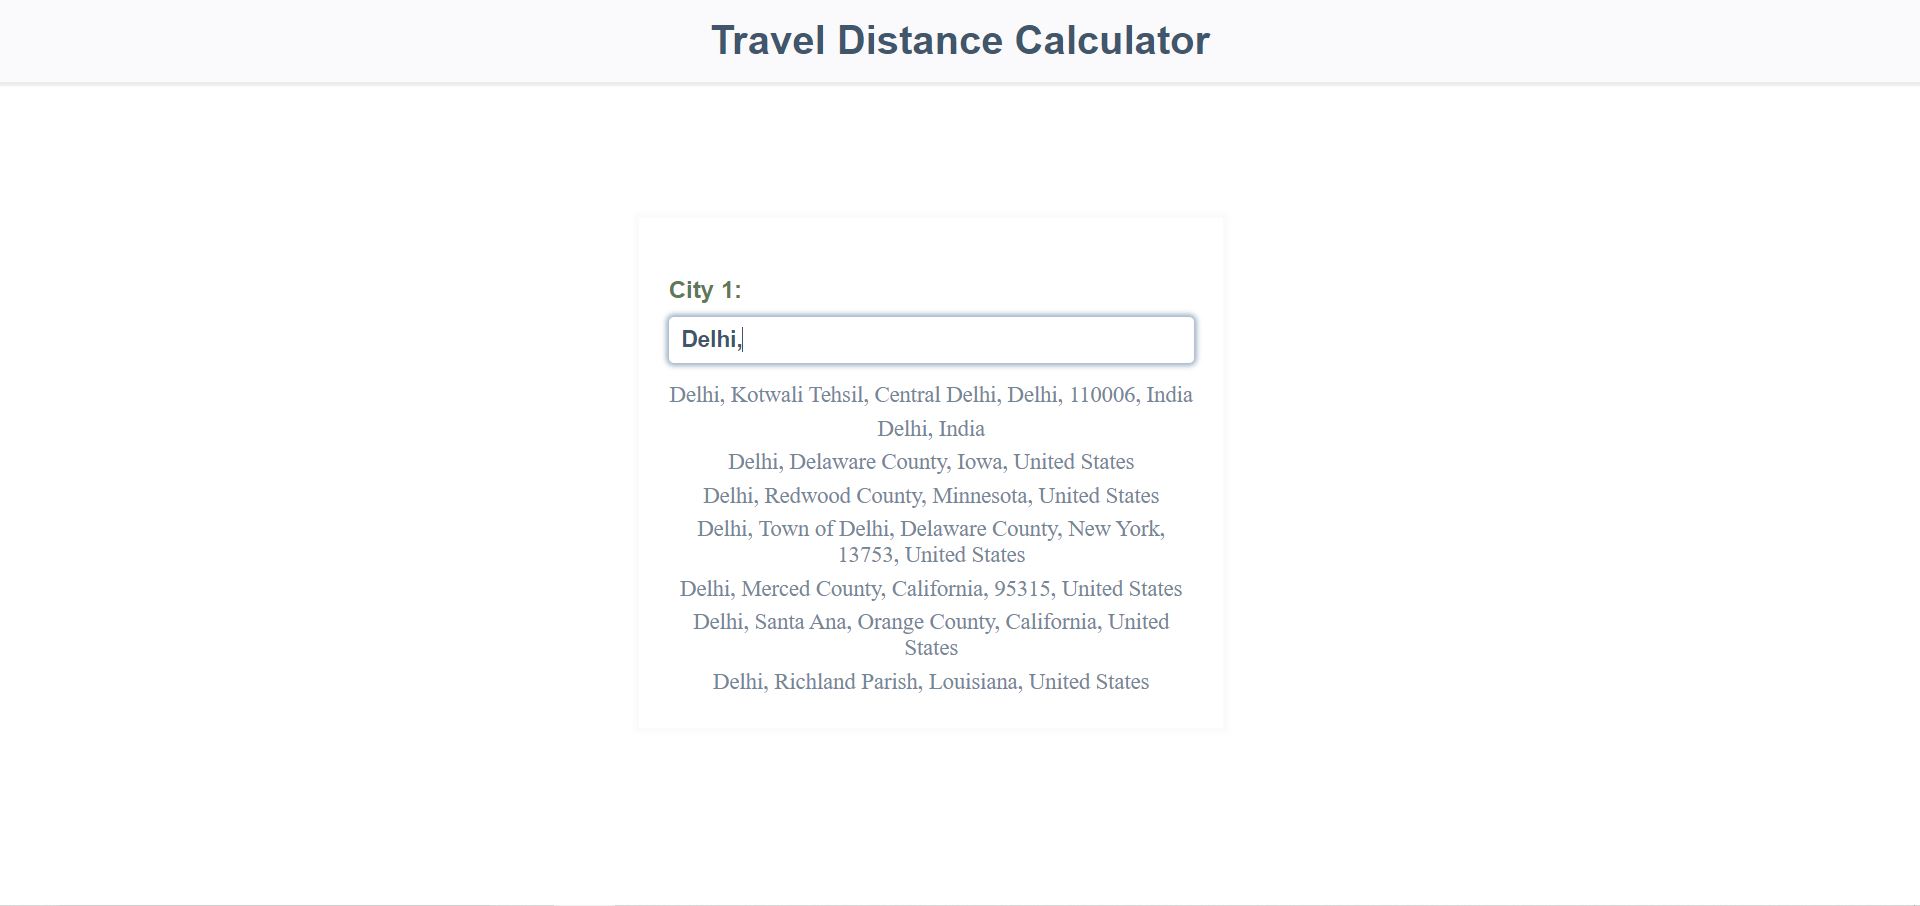 Travel Distance Calculator
City 1:
Delhi,
Delhi, Kotwali Tehsil, Central Delhi, Delhi, 110006, India
Delhi, India
Delhi, Delaware County, Iowa, United States
Delhi, Redwood County, Minnesota, United States
Delhi, Town of Delhi, Delaware County, New York,
13753, United States
Delhi, Merced County, California, 95315, United States
Delhi, Santa Ana, Orange County, California, United
States
Delhi, Richland Parish, Louisiana, United States